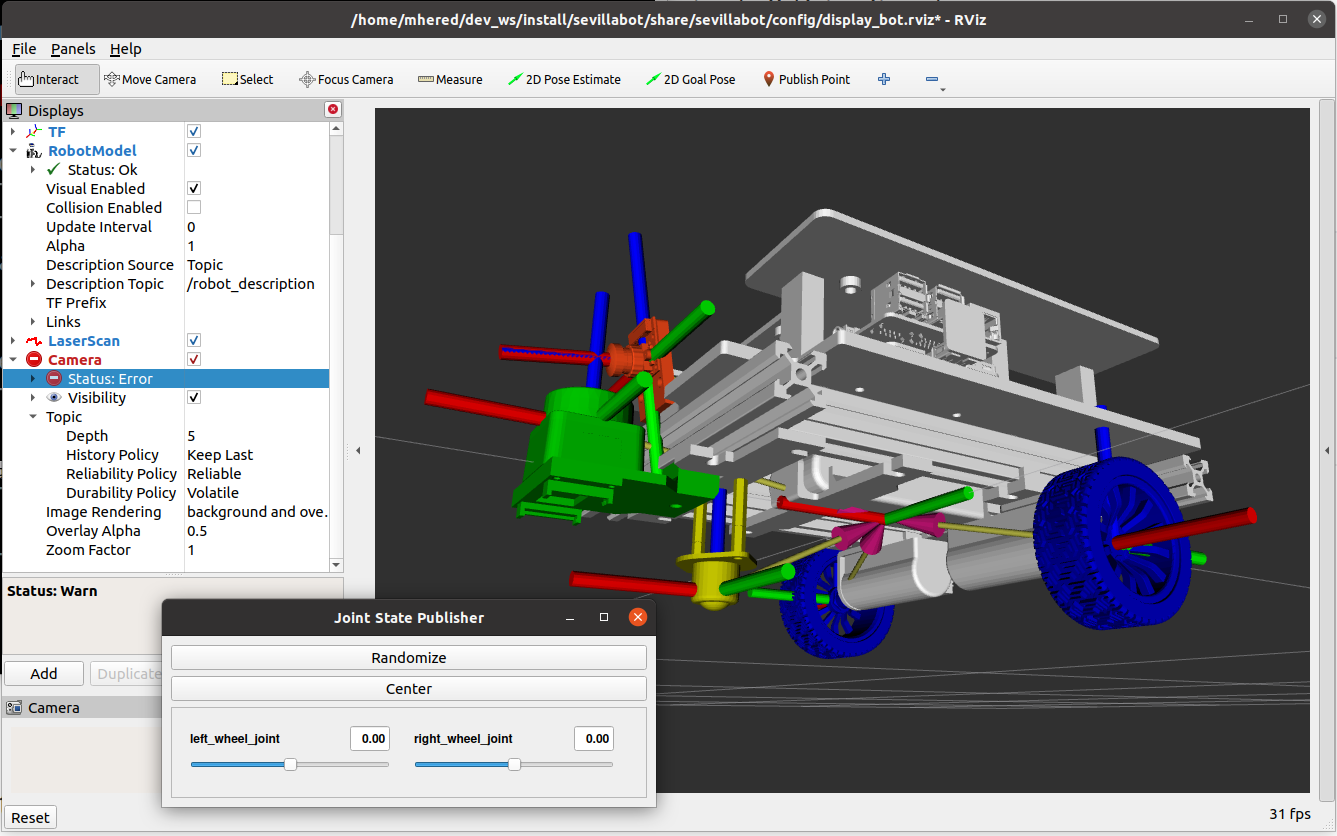 /home/mhered/dev_ws/install/sevillabot/share/sevillabot/config/display_bot.rviz* - RViz
File Panels Help
Interact Move Camera Select Focus Camera Measure 2D Pose Estimate 2D Goal Pose Publish Point
Displays
TF
RobotModel
Status: Ok
Visual Enabled
Collision Enabled
Update Interval 0
Alpha 1
Description Source Topic
Description Topic /robot_description
TF Prefix
Links
LaserScan
Camera
Status: Error
Visibility
Topic
Depth 5
History Policy Keep Last
Reliability Policy Reliable
Durability Policy Volatile
Image Rendering background and ove.
Overlay Alpha 0.5
Zoom Factor 1
Status: Warn
Add Duplicate
Camera
Reset
Joint State Publisher
Randomize
Center
left_wheel_joint 0.00 right_wheel_joint 0.00
31 fps